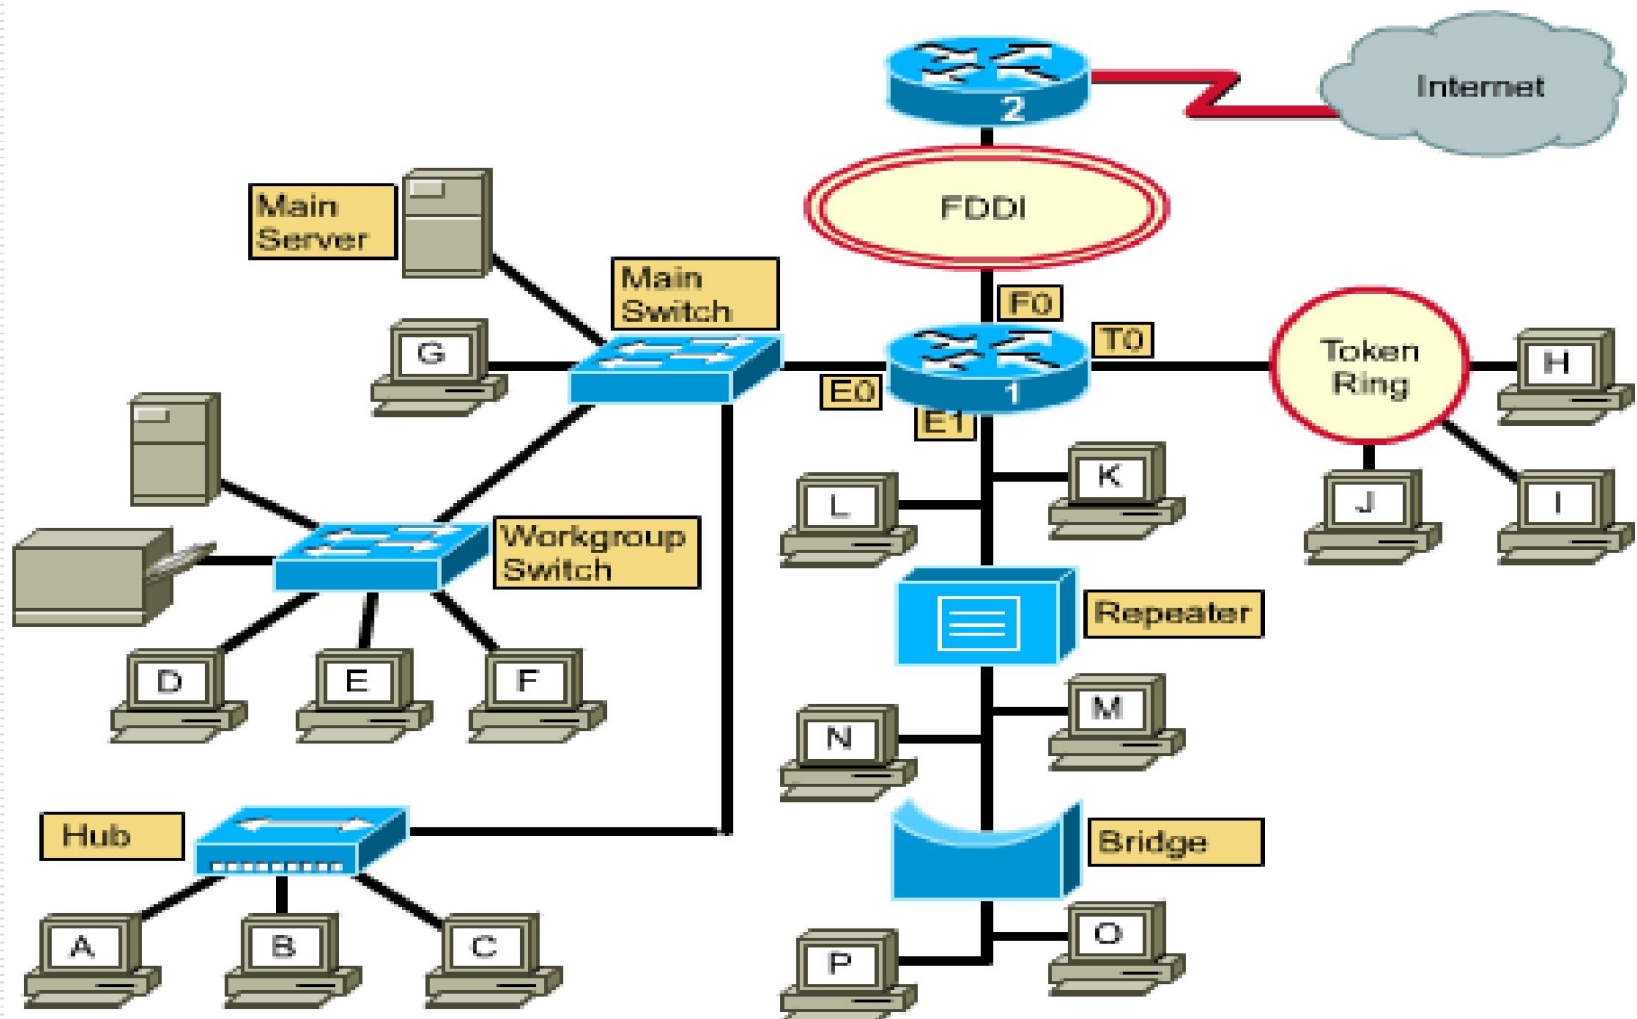 Internet
2
FDDI
Main
Server
Main
Switch
F0
T0
G
E0
1
E1
Token
Ring
H
L
K
J
I
Workgroup
Switch
Repeater
D
E
F
N
M
Hub
Bridge
A
B
C
P
O